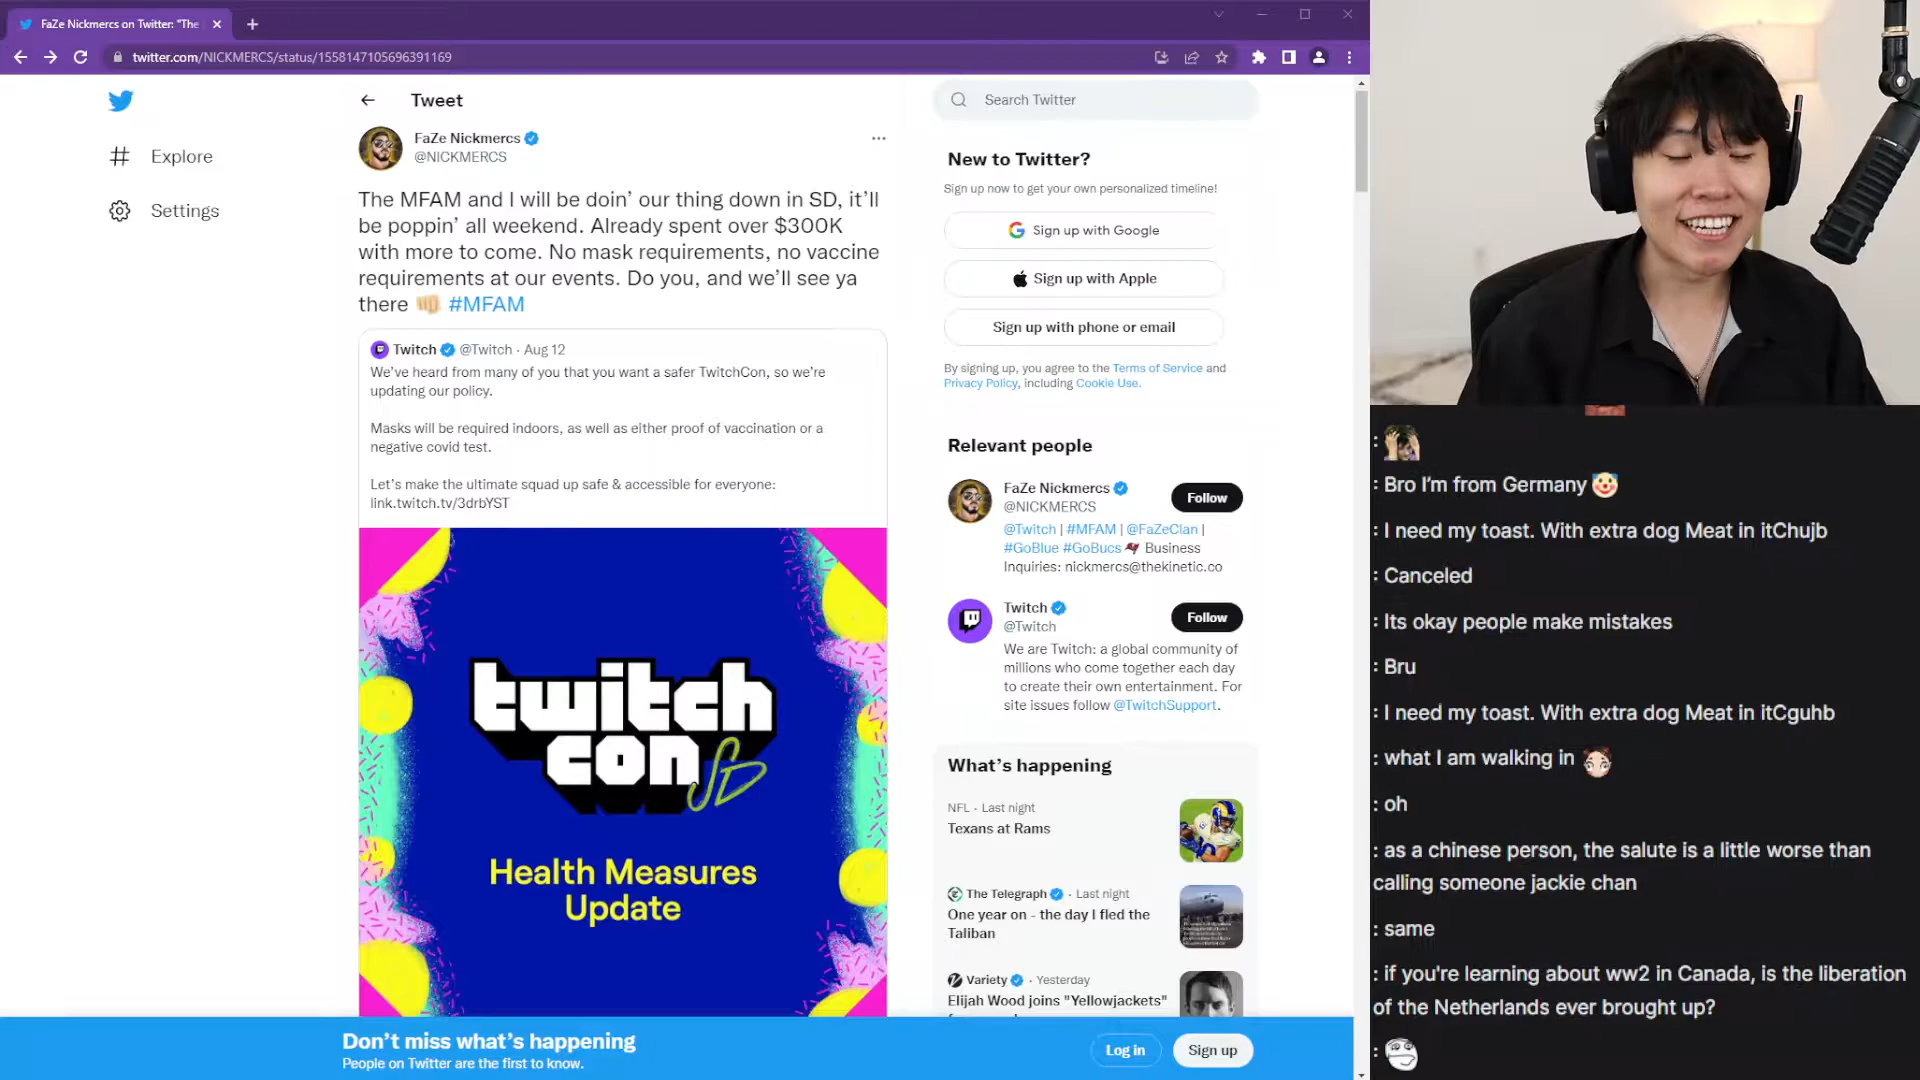 FaZe Nickmercs on Twitter: "The
twitter.com/NICKMERCS/status/1558147105696391169
Explore
Settings
Tweet
FaZe Nickmercs
@NICKMERCS
The MFAM and I will be doin’ our thing down in SD, it’ll
be poppin’ all weekend. Already spent over $300K
with more to come. No mask requirements, no vaccine
requirements at our events. Do you, and we’ll see ya
there 👊🏼 #MFAM
Twitch @Twitch · Aug 12
We’ve heard from many of you that you want a safer TwitchCon, so we’re
updating our policy.
Masks will be required indoors, as well as either proof of vaccination or a
negative covid test.
Let’s make the ultimate squad up safe & accessible for everyone:
link.twitch.tv/3drbYST
twitch
con SD
Health Measures
Update
Search Twitter
New to Twitter?
Sign up now to get your own personalized timeline!
Sign up with Google
Sign up with Apple
Sign up with phone or email
By signing up, you agree to the Terms of Service and
Privacy Policy, including Cookie Use.
Relevant people
FaZe Nickmercs
@NICKMERCS
Follow
@Twitch | #MFAM | @FaZeClan |
#GoBlue #GoBucs Business
Inquiries: nickmercs@thekinetic.co
Twitch
@Twitch
Follow
We are Twitch: a global community of
millions who come together each day
to create their own entertainment. For
site issues follow @TwitchSupport.
What’s happening
NFL · Last night
Texans at Rams
The Telegraph · Last night
One year on - the day I fled the
Taliban
Variety · Yesterday
Elijah Wood joins "Yellowjackets"
Don’t miss what’s happening
People on Twitter are the first to know.
Log in
Sign up
:
: Bro I’m from Germany 🤡
: I need my toast. With extra dog Meat in itChujb
: Canceled
: Its okay people make mistakes
: Bru
: I need my toast. With extra dog Meat in itCguhb
: what I am walking in
: oh
: as a chinese person, the salute is a little worse than
calling someone jackie chan
: same
: if you're learning about ww2 in Canada, is the liberation
of the Netherlands ever brought up?
: